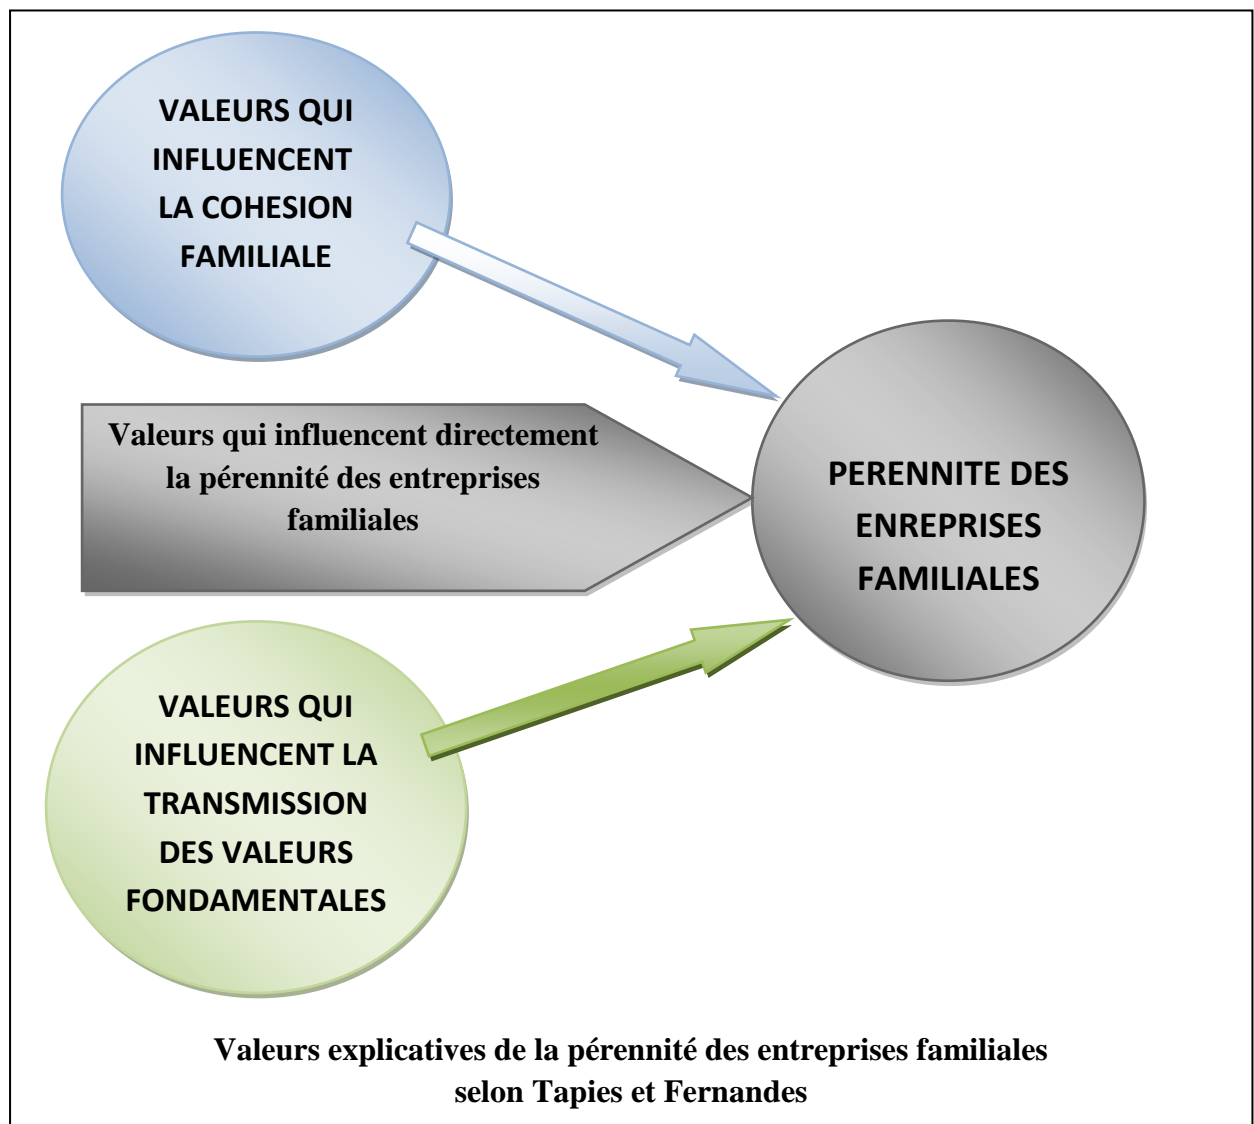 VALEURS QUI
INFLUENCENT
LA COHESION
FAMILIALE
Valeurs qui influencent directement
la pérennité des entreprises
familiales
PERENNITE DES
ENREPRISES
FAMILIALES
VALEURS QUI
INFLUENCENT LA
TRANSMISSION
DES VALEURS
FONDAMENTALES
Valeurs explicatives de la pérennité des entreprises familiales
selon Tapies et Fernandes